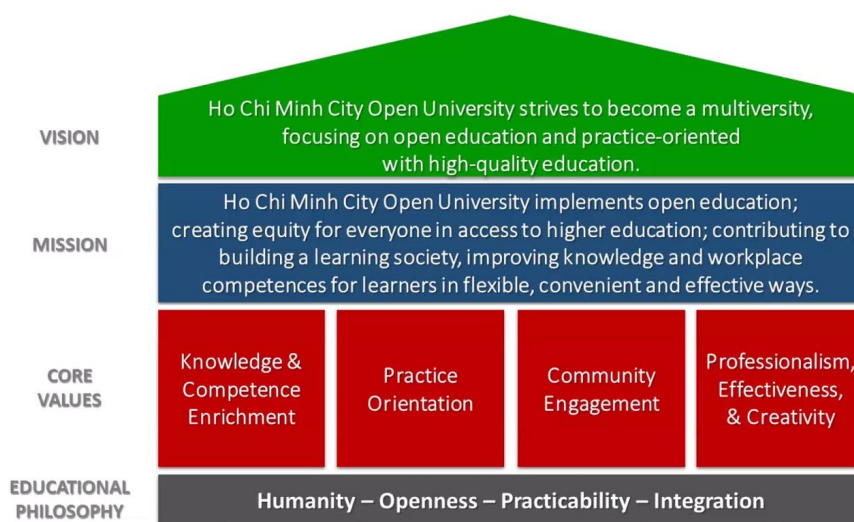 VISION
Ho Chi Minh City Open University strives to become a multiversity,
focusing on open education and practice-oriented
with high-quality education.
MISSION
Ho Chi Minh City Open University implements open education;
creating equity for everyone in access to higher education; contributing to
building a learning society, improving knowledge and workplace
competences for learners in flexible, convenient and effective ways.
CORE
VALUES
Knowledge &
Competence
Enrichment
Practice
Orientation
Community
Engagement
Professionalism,
Effectiveness,
& Creativity
EDUCATIONAL
PHILOSOPHY
Humanity – Openness – Practicability – Integration